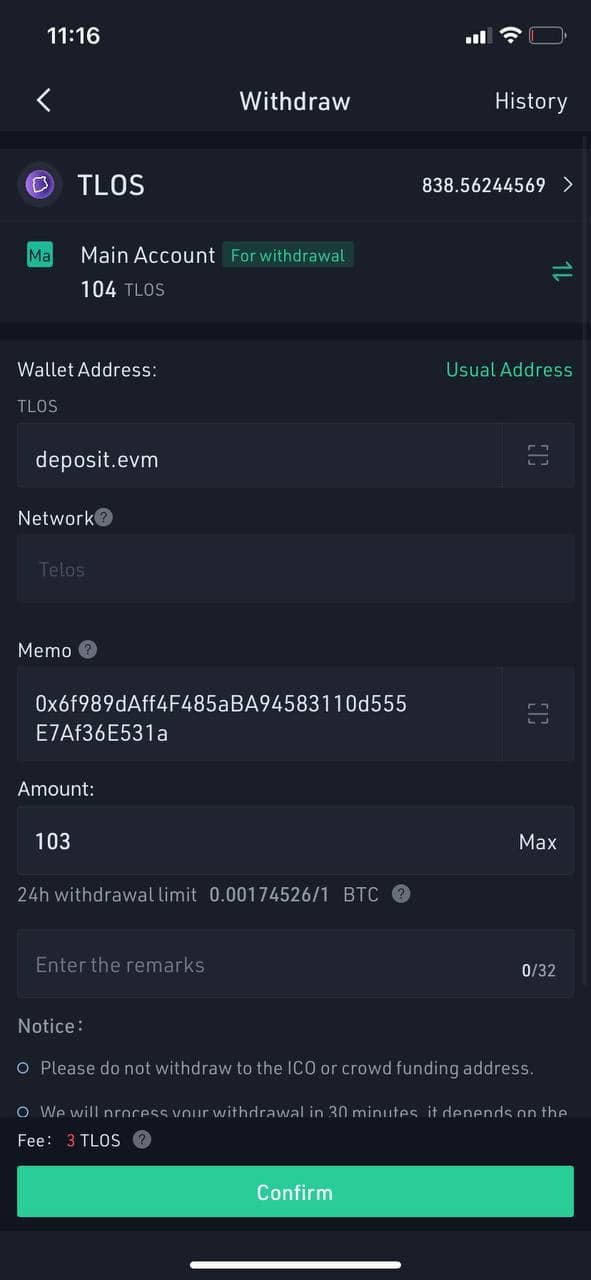 11:16
Withdraw
History
TLOS
838.56244569
Ma
Main Account
For withdrawal
104 TLOS
Wallet Address:
Usual Address
TLOS
deposit.evm
Network?
Telos
Memo ?
0x6f989dAff4F485aBA94583110d555
E7Af36E531a
Amount:
103
Max
24h withdrawal limit 0.00174526/1 BTC ?
Enter the remarks
0/32
Notice:
Please do not withdraw to the ICO or crowd funding address.
We will process your withdrawal in 30 minutes, it depends on the
Fee: 3 TLOS ?
Confirm